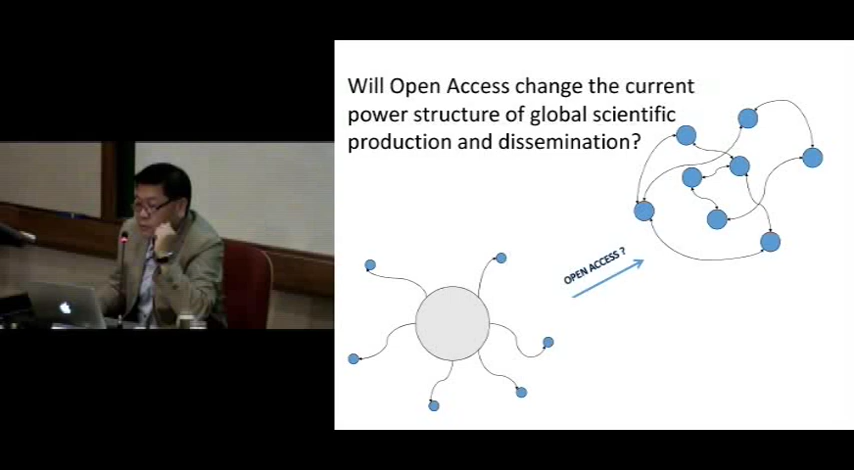 Will Open Access change the current
power structure of global scientific
production and dissemination?
OPEN ACCESS ?